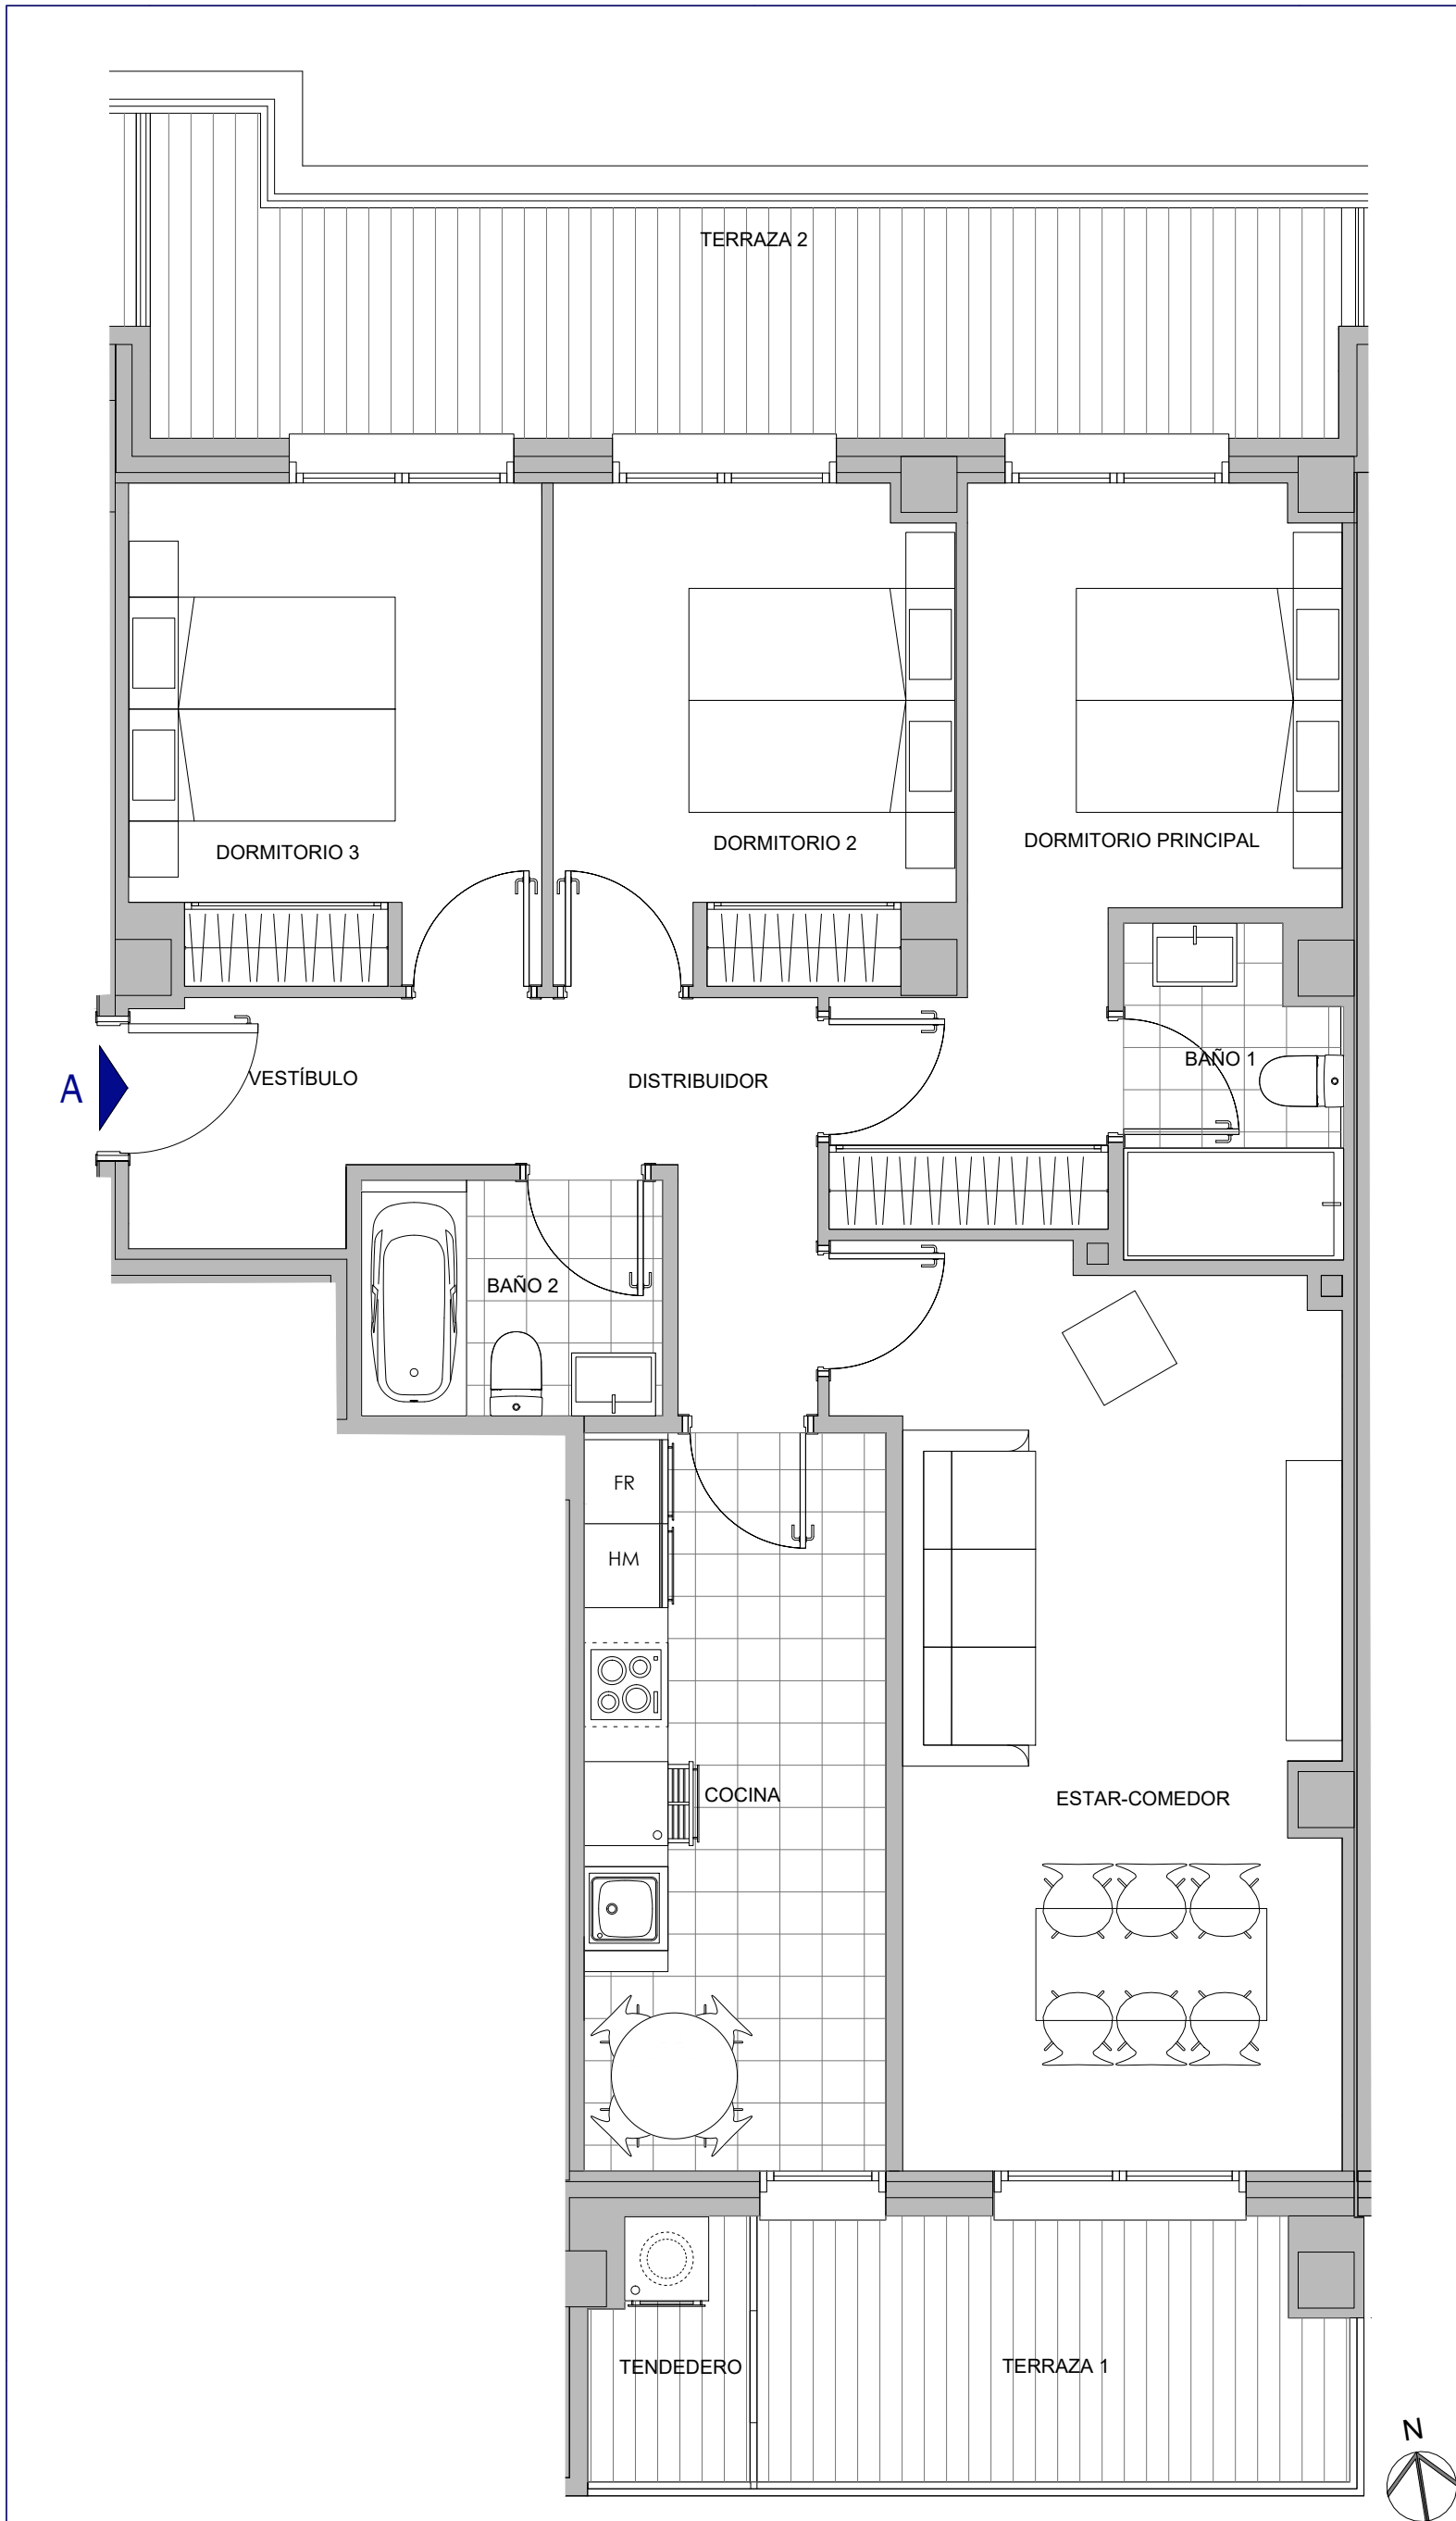 TERRAZA 2
DORMITORIO 3
DORMITORIO 2
DORMITORIO PRINCIPAL
A
VESTÍBULO
DISTRIBUIDOR
BAÑO 1
BAÑO 2
FR
HM
COCINA
ESTAR-COMEDOR
TENDEDERO
TERRAZA 1
N